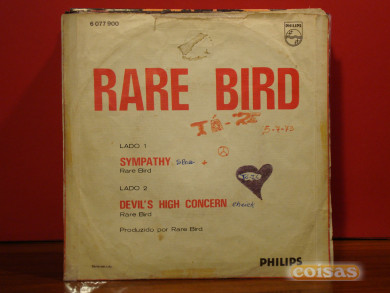 6 077 900
PHILIPS
RARE BIRD
LADO 1
SYMPATHY
Rare Bird
LADO 2
DEVIL'S HIGH CONCERN
Rare Bird
Produzido por Rare Bird
PHILIPS
coisas